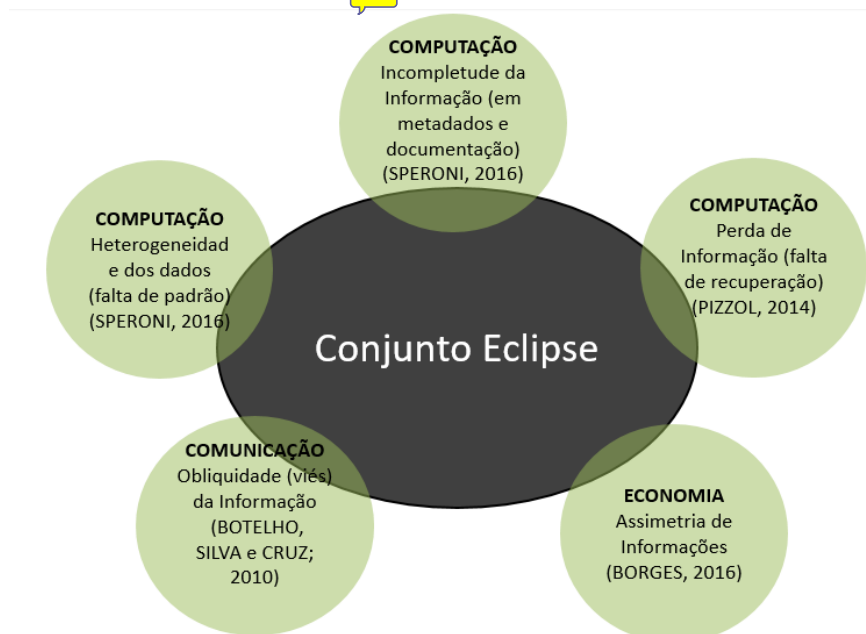 COMPUTAÇÃO
Incompletude da
Informação (em
metadados e
documentação)
(SPERONI, 2016)
COMPUTAÇÃO
Heterogeneidad
e dos dados
(falta de padrão)
(SPERONI, 2016)
COMPUTAÇÃO
Perda de
Informação (falta
de recuperação)
(PIZZOL, 2014)
Conjunto Eclipse
COMUNICAÇÃO
Obliquidade (viés)
da Informação
(BOTELHO,
SILVA e CRUZ;
2010)
ECONOMIA
Assimetria de
Informações
(BORGES, 2016)